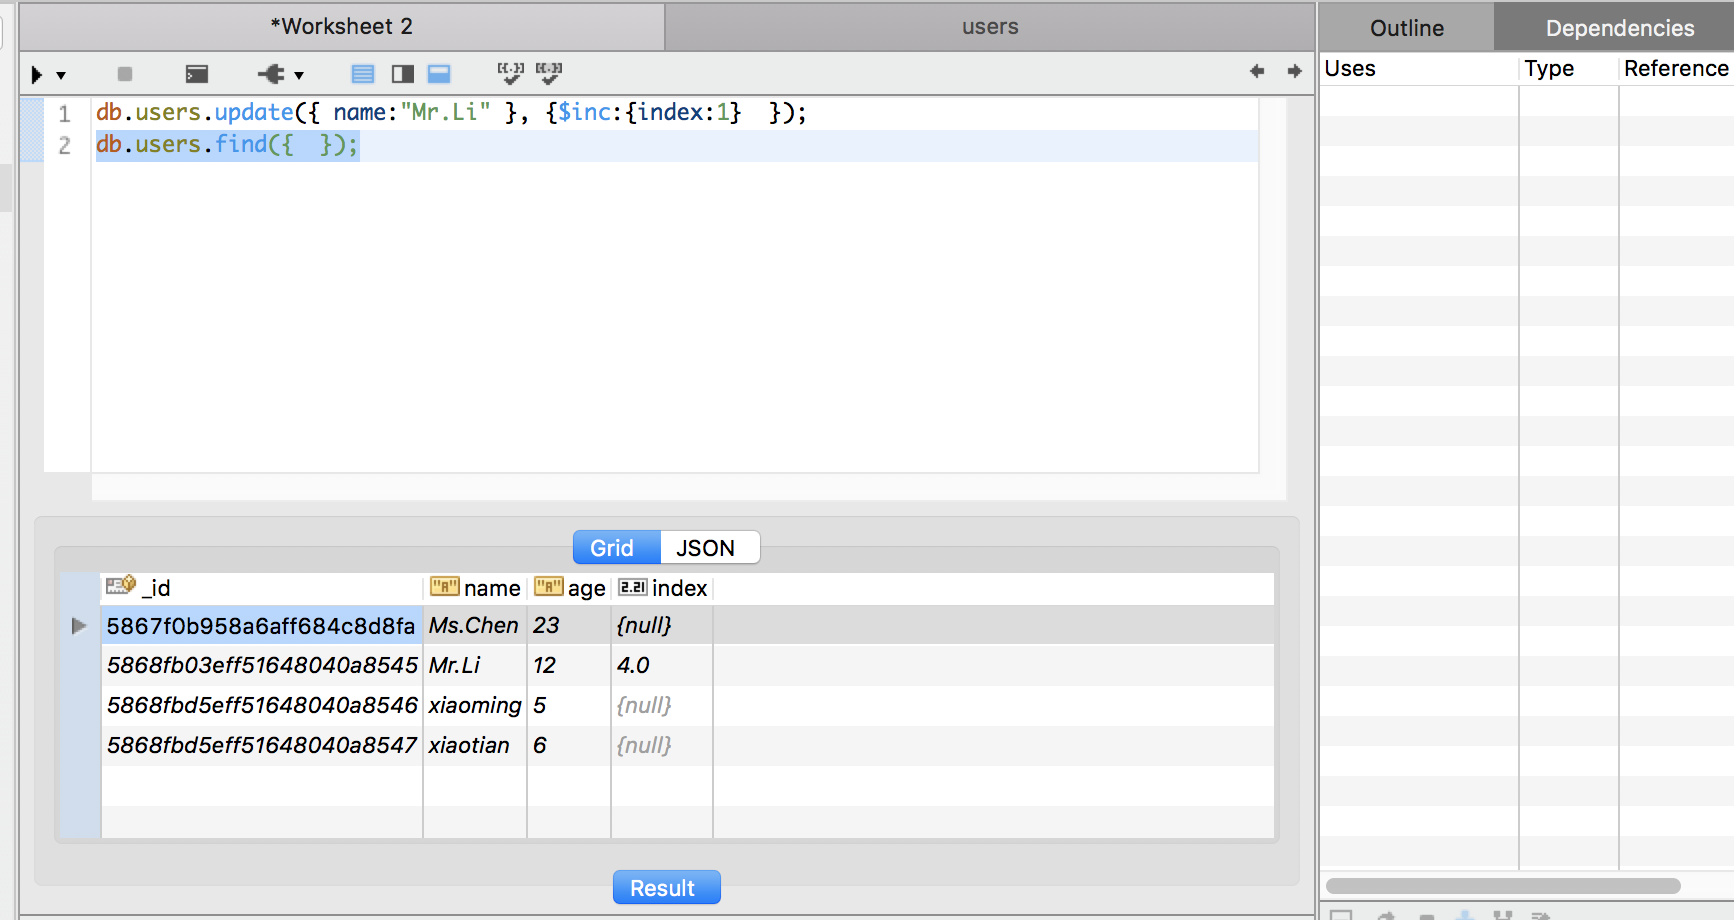 *Worksheet 2
users
Outline
Dependencies
Uses
Type
Reference
1 db.users.update({ name:"Mr.Li" }, {$inc:{index:1}  });
2 db.users.find({  });
Grid
JSON
_id
"A" name
"A" age
2.21 index
5867f0b958a6aff684c8d8fa Ms.Chen 23 {null}
5868fb03eff51648040a8545 Mr.Li 12 4.0
5868fbd5eff51648040a8546 xiaoming 5 {null}
5868fbd5eff51648040a8547 xiaotian 6 {null}
Result